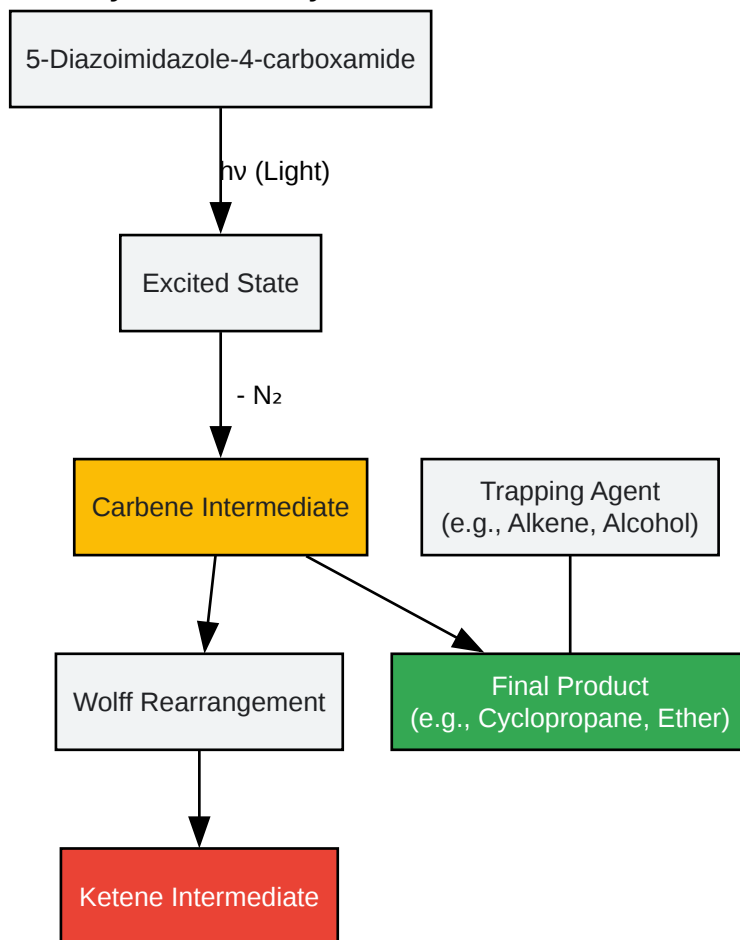 5-Diazoimidazole-4-carboxamide
hν (Light)
Excited State
- N₂
Carbene Intermediate
Trapping Agent
(e.g., Alkene, Alcohol)
Wolff Rearrangement
Final Product
(e.g., Cyclopropane, Ether)
Ketene Intermediate